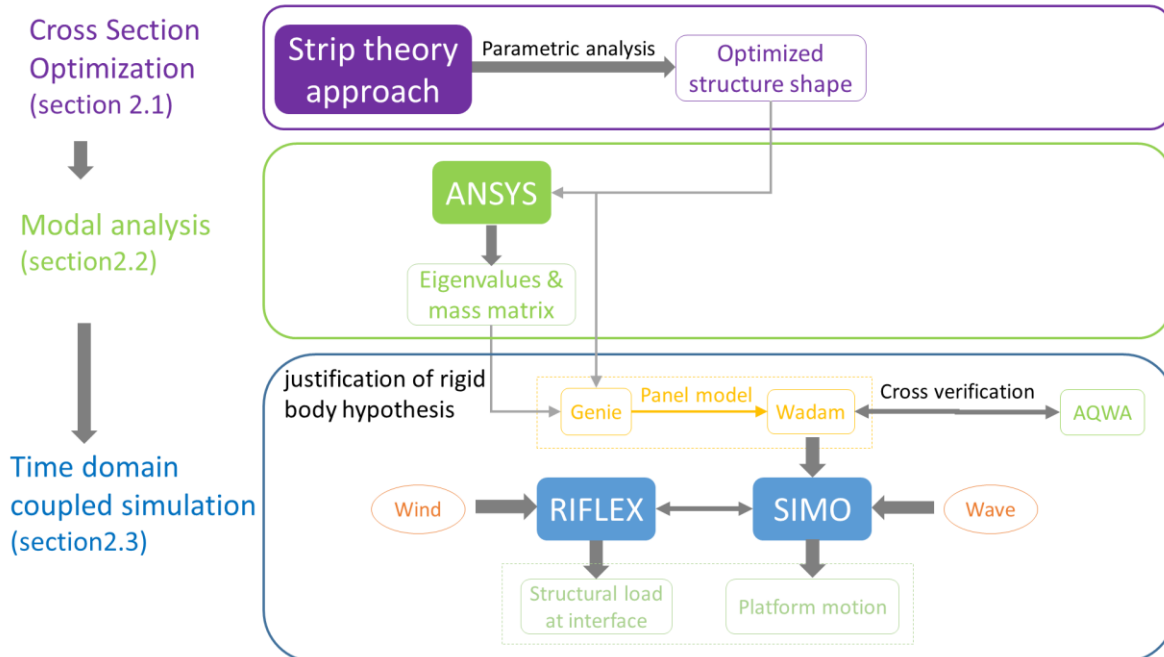 Cross Section
Optimization
(section 2.1)
Strip theory
approach
Parametric analysis
Optimized
structure shape
Modal analysis
(section2.2)
ANSYS
Eigenvalues &
mass matrix
Time domain
coupled simulation
(section2.3)
justification of rigid
body hypothesis
Genie
Panel model
Wadam
Cross verification
AQWA
Wind
RIFLEX
SIMO
Wave
Structural load
at interface
Platform motion